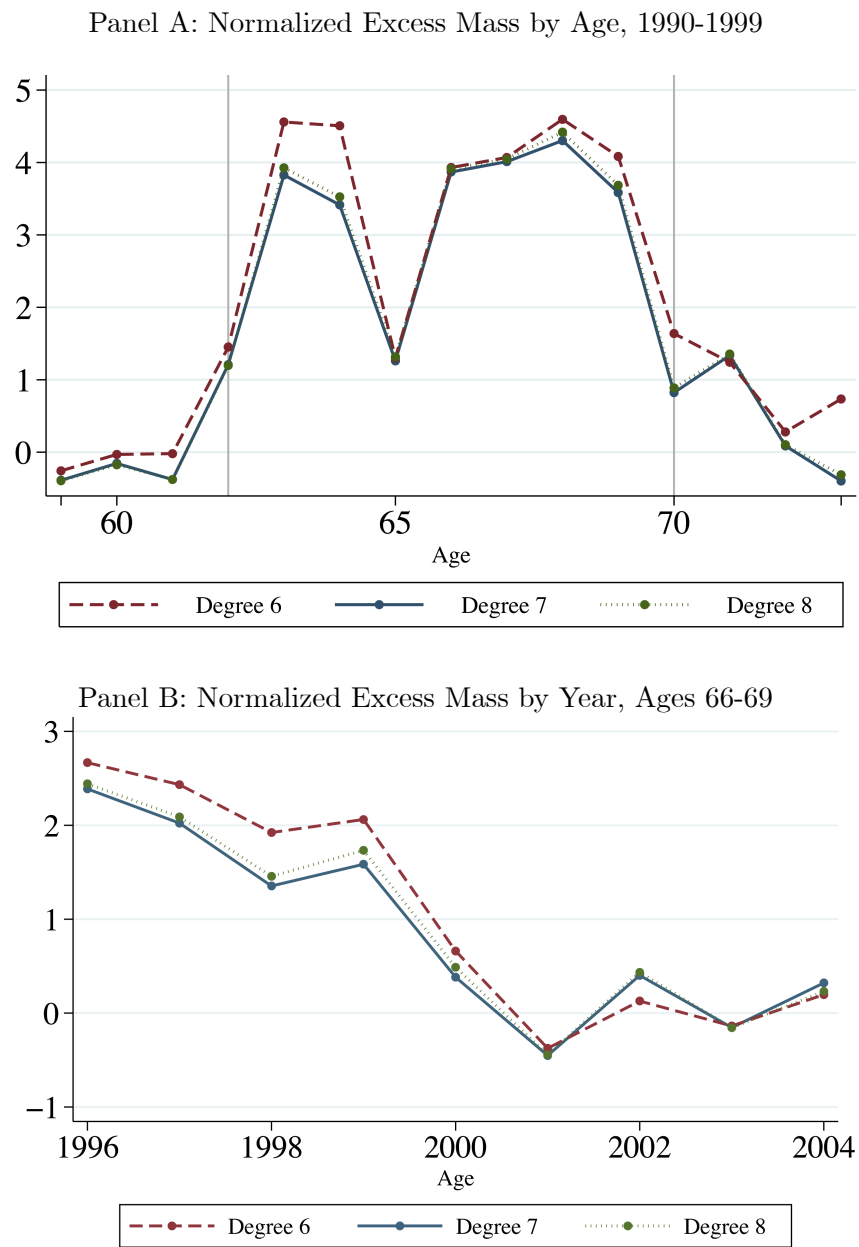 Panel A: Normalized Excess Mass by Age, 1990-1999
5
4
3
2
1
0
60 65 70
Age
Degree 6 Degree 7 Degree 8
Panel B: Normalized Excess Mass by Year, Ages 66-69
3
2
1
0
−1
1996 1998 2000 2002 2004
Age
Degree 6 Degree 7 Degree 8